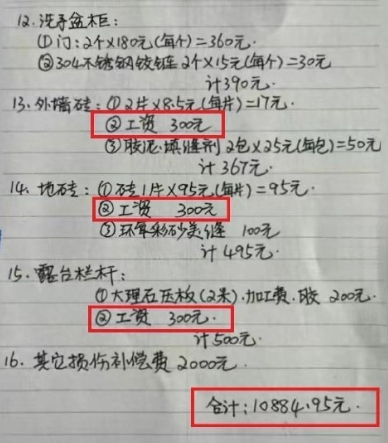 12. 洗手盆柜:
①门:2个×180元(每个)=360元.
②304不锈钢铰链 2个×15元(每个)=30元
计390元.
13. 外墙砖:①2片×8.5元(每片)=17元.
②工资 300元
③胶泥.填缝剂 2包×25元(每包)=50元
计367元.
14. 地砖:①砖1片×95元(每片)=95元.
②工资 300元
③环氧彩砂美缝 100元
计495元.
15. 露台栏杆:
①大理石压板(2米).加工费.胶 200元.
②工资 300元.
计500元.
16. 其它损伤补偿费 2000元.
合计:10884.95元.